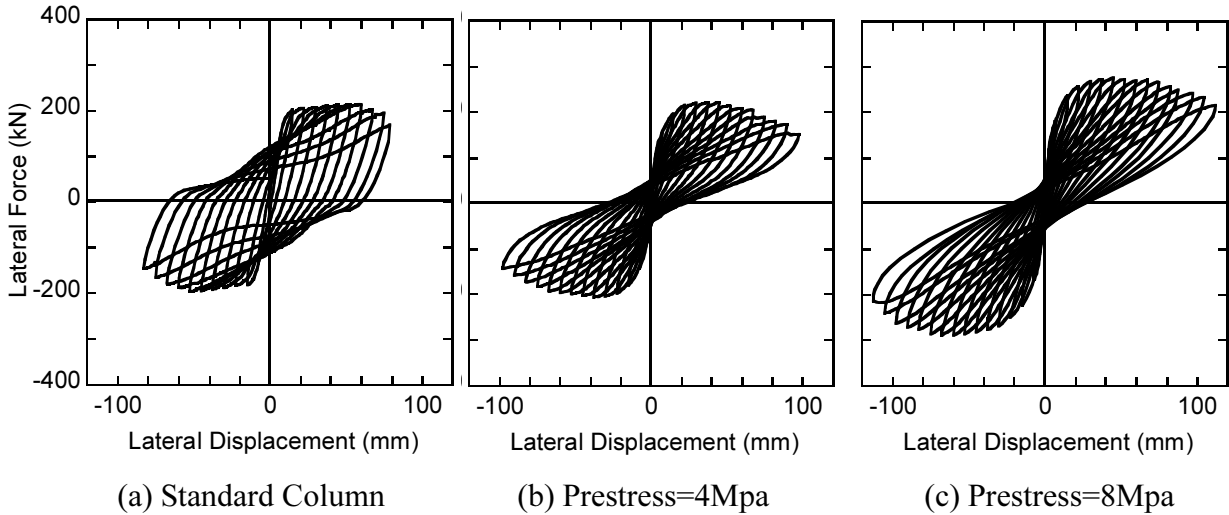 400
200
0
-200
-400
Lateral Force (kN)
-100 0 100
-100 0 100
-100 0 100
Lateral Displacement (mm)
Lateral Displacement (mm)
Lateral Displacement (mm)
(a) Standard Column
(b) Prestress=4Mpa
(c) Prestress=8Mpa